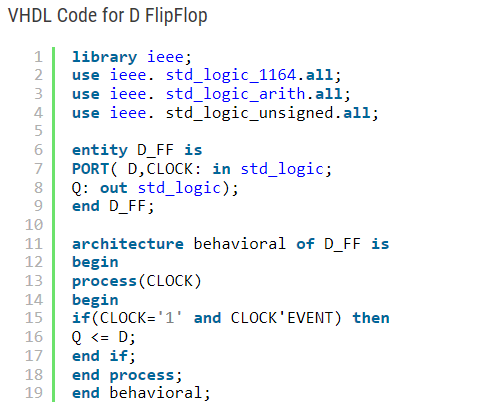 VHDL Code for D FlipFlop
1 library ieee;
2 use ieee. std_logic_1164.all;
3 use ieee. std_logic_arith.all;
4 use ieee. std_logic_unsigned.all;
5
6 entity D_FF is
7 PORT( D,CLOCK: in std_logic;
8 Q: out std_logic);
9 end D_FF;
10
11 architecture behavioral of D_FF is
12 begin
13 process(CLOCK)
14 begin
15 if(CLOCK='1' and CLOCK'EVENT) then
16 Q <= D;
17 end if;
18 end process;
19 end behavioral;